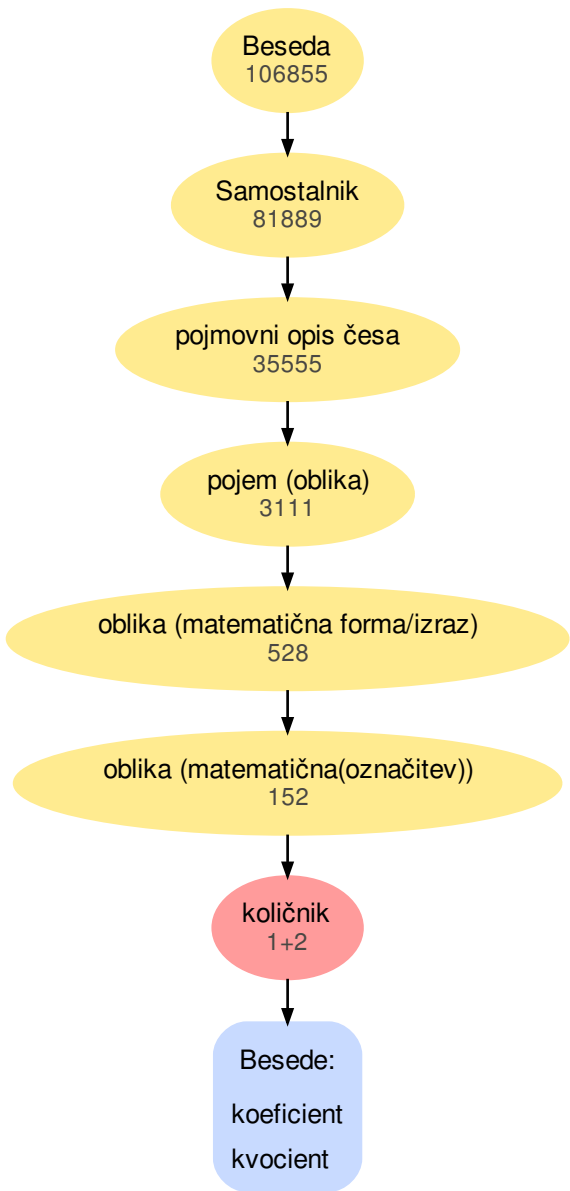 Beseda
106855
Samostalnik
81889
pojmovni opis česa
35555
pojem (oblika)
3111
oblika (matematična forma/izraz)
528
oblika (matematična(označitev))
152
količnik
1+2
Besede:
koeficient
kvocient